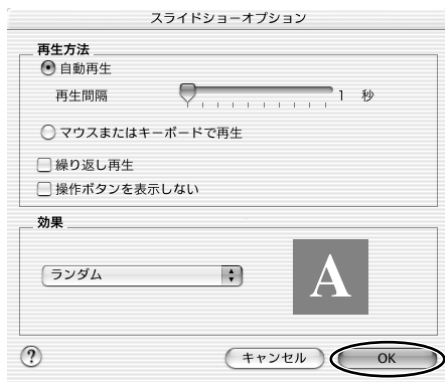 スライドショーオプション
再生方法
自動再生
再生間隔 1 秒
マウスまたはキーボードで再生
繰り返し再生
操作ボタンを表示しない
効果
ランダム
A
? キャンセル OK